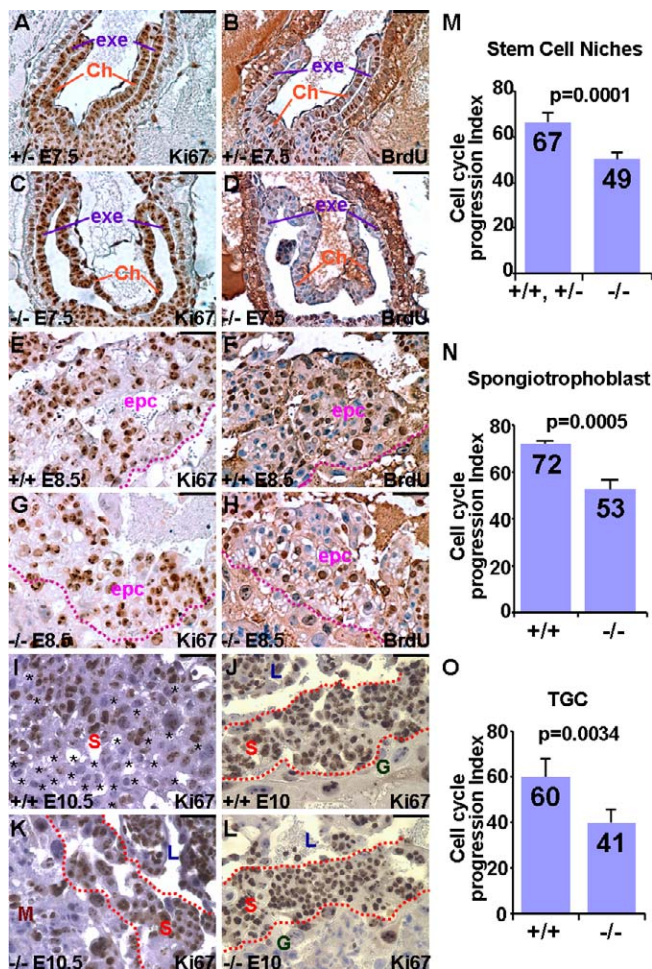 A
exe
Ch
+/- E7.5 Ki67
B
exe
Ch
+/- E7.5 BrdU
C
exe
Ch
-/- E7.5 Ki67
D
exe
Ch
-/- E7.5 BrdU
E
epc
+/+ E8.5 Ki67
F
epc
+/+ E8.5 BrdU
G
epc
-/- E8.5 Ki67
H
epc
-/- E8.5 BrdU
I
* * * * * * * * * * * * * * * * * * * * * * * *
S
+/+ E10.5 Ki67
J
L
S
G
+/+ E10 Ki67
K
L
M
S
-/- E10.5 Ki67
L
L
S
G
-/- E10 Ki67
M
Stem Cell Niches
p=0.0001
Cell cycle
progression Index
80
60
40
20
0
67
49
+/+, +/- -/-
N
Spongiotrophoblast
p=0.0005
Cell cycle
progression Index
80
60
40
20
0
72
53
+/+ -/-
O
TGC
p=0.0034
Cell cycle
progression Index
80
60
40
20
0
60
41
+/+ -/-